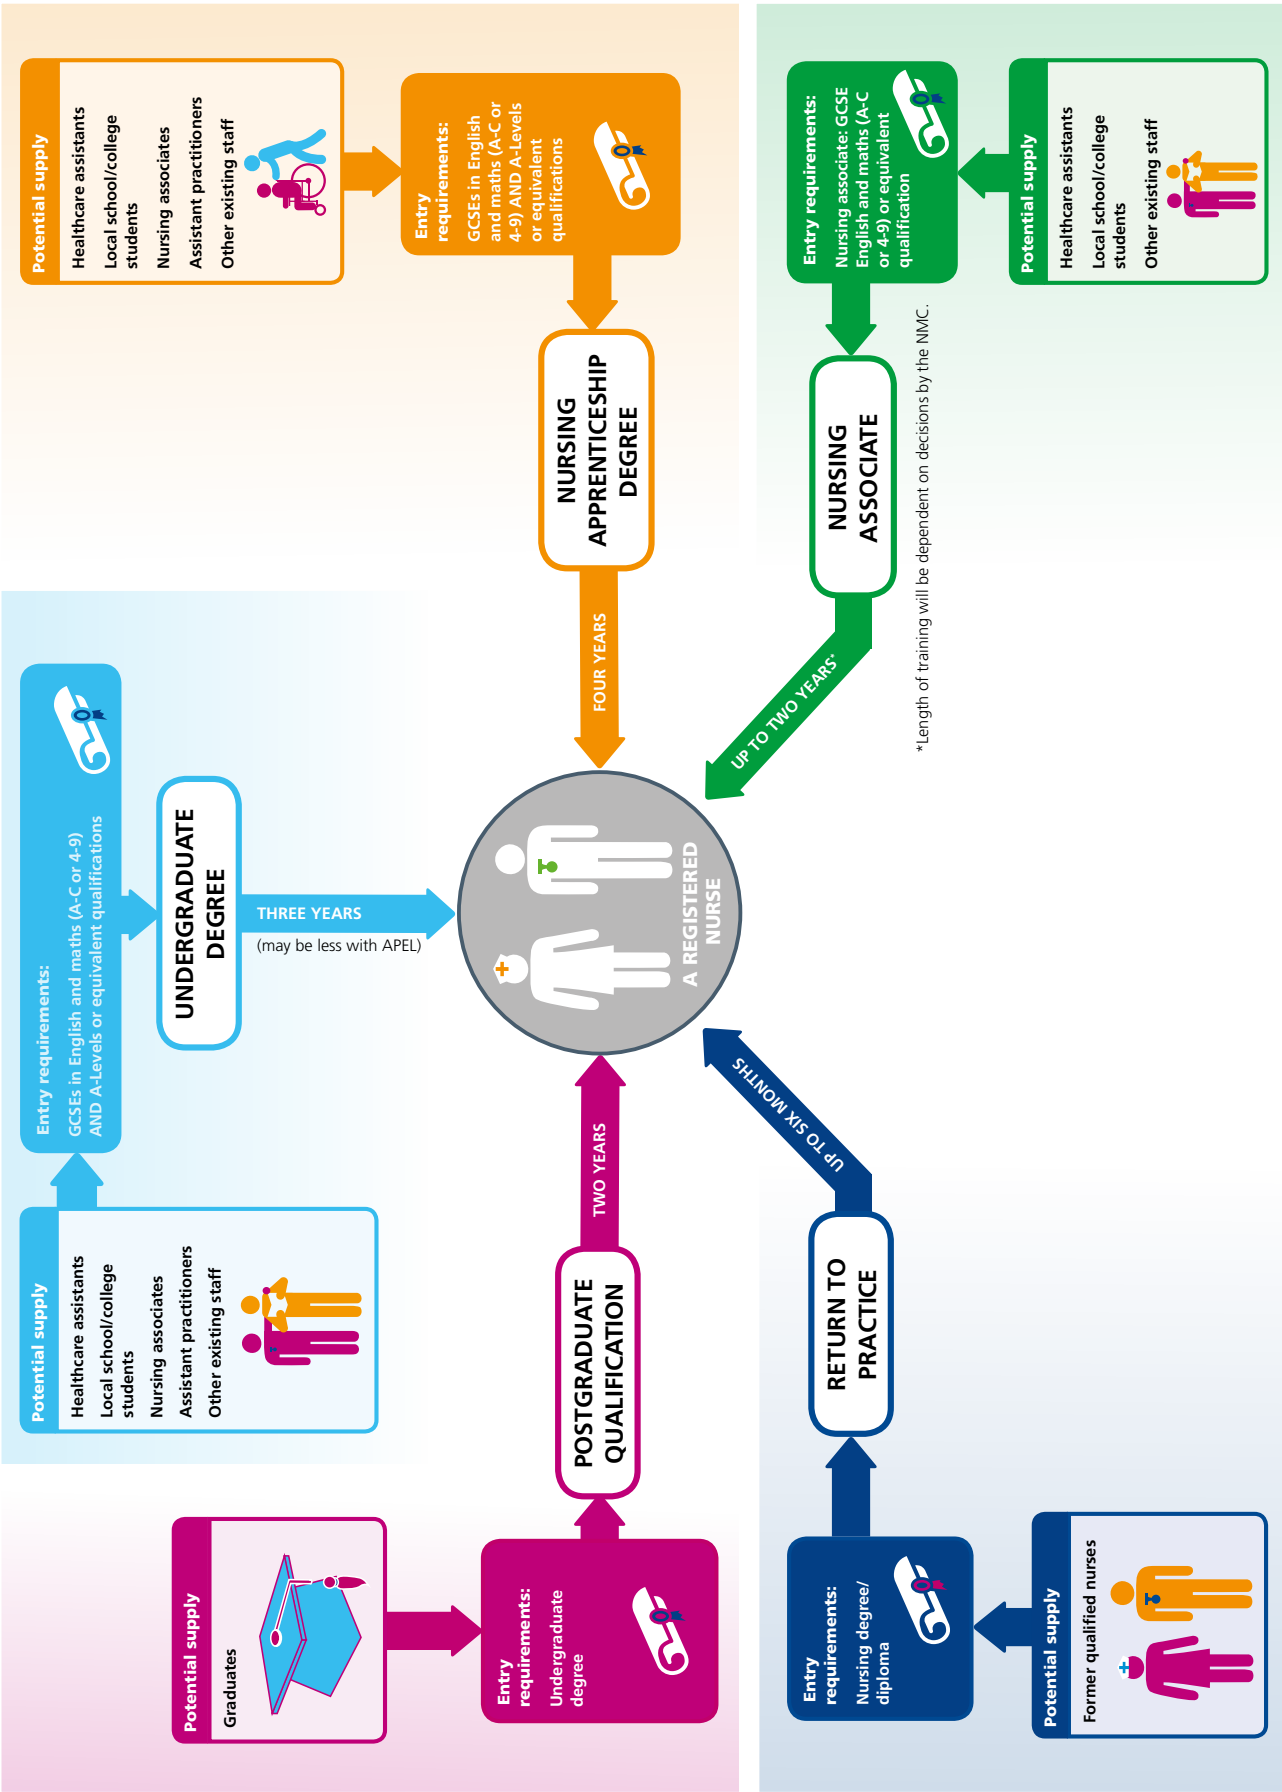 Potential supply
Graduates
Entry
requirements:
Undergraduate
degree
POSTGRADUATE
QUALIFICATION
TWO YEARS
Potential supply
Healthcare assistants
Local school/college
students
Nursing associates
Assistant practitioners
Other existing staff
Entry requirements:
GCSEs in English and maths (A-C or 4-9)
AND A-Levels or equivalent qualifications
UNDERGRADUATE
DEGREE
THREE YEARS
(may be less with APEL)
Potential supply
Healthcare assistants
Local school/college
students
Nursing associates
Assistant practitioners
Other existing staff
Entry
requirements:
GCSEs in English
and maths (A-C or
4-9) AND A-Levels
or equivalent
qualifications
NURSING
APPRENTICESHIP
DEGREE
FOUR YEARS
A REGISTERED
NURSE
Potential supply
Former qualified nurses
Entry
requirements:
Nursing degree/
diploma
RETURN TO
PRACTICE
UP TO SIX MONTHS
Potential supply
Healthcare assistants
Local school/college
students
Other existing staff
Entry requirements:
Nursing associate: GCSE
English and maths (A-C
or 4-9) or equivalent
qualification
NURSING
ASSOCIATE
UP TO TWO YEARS*
*Length of training will be dependent on decisions by the NMC.